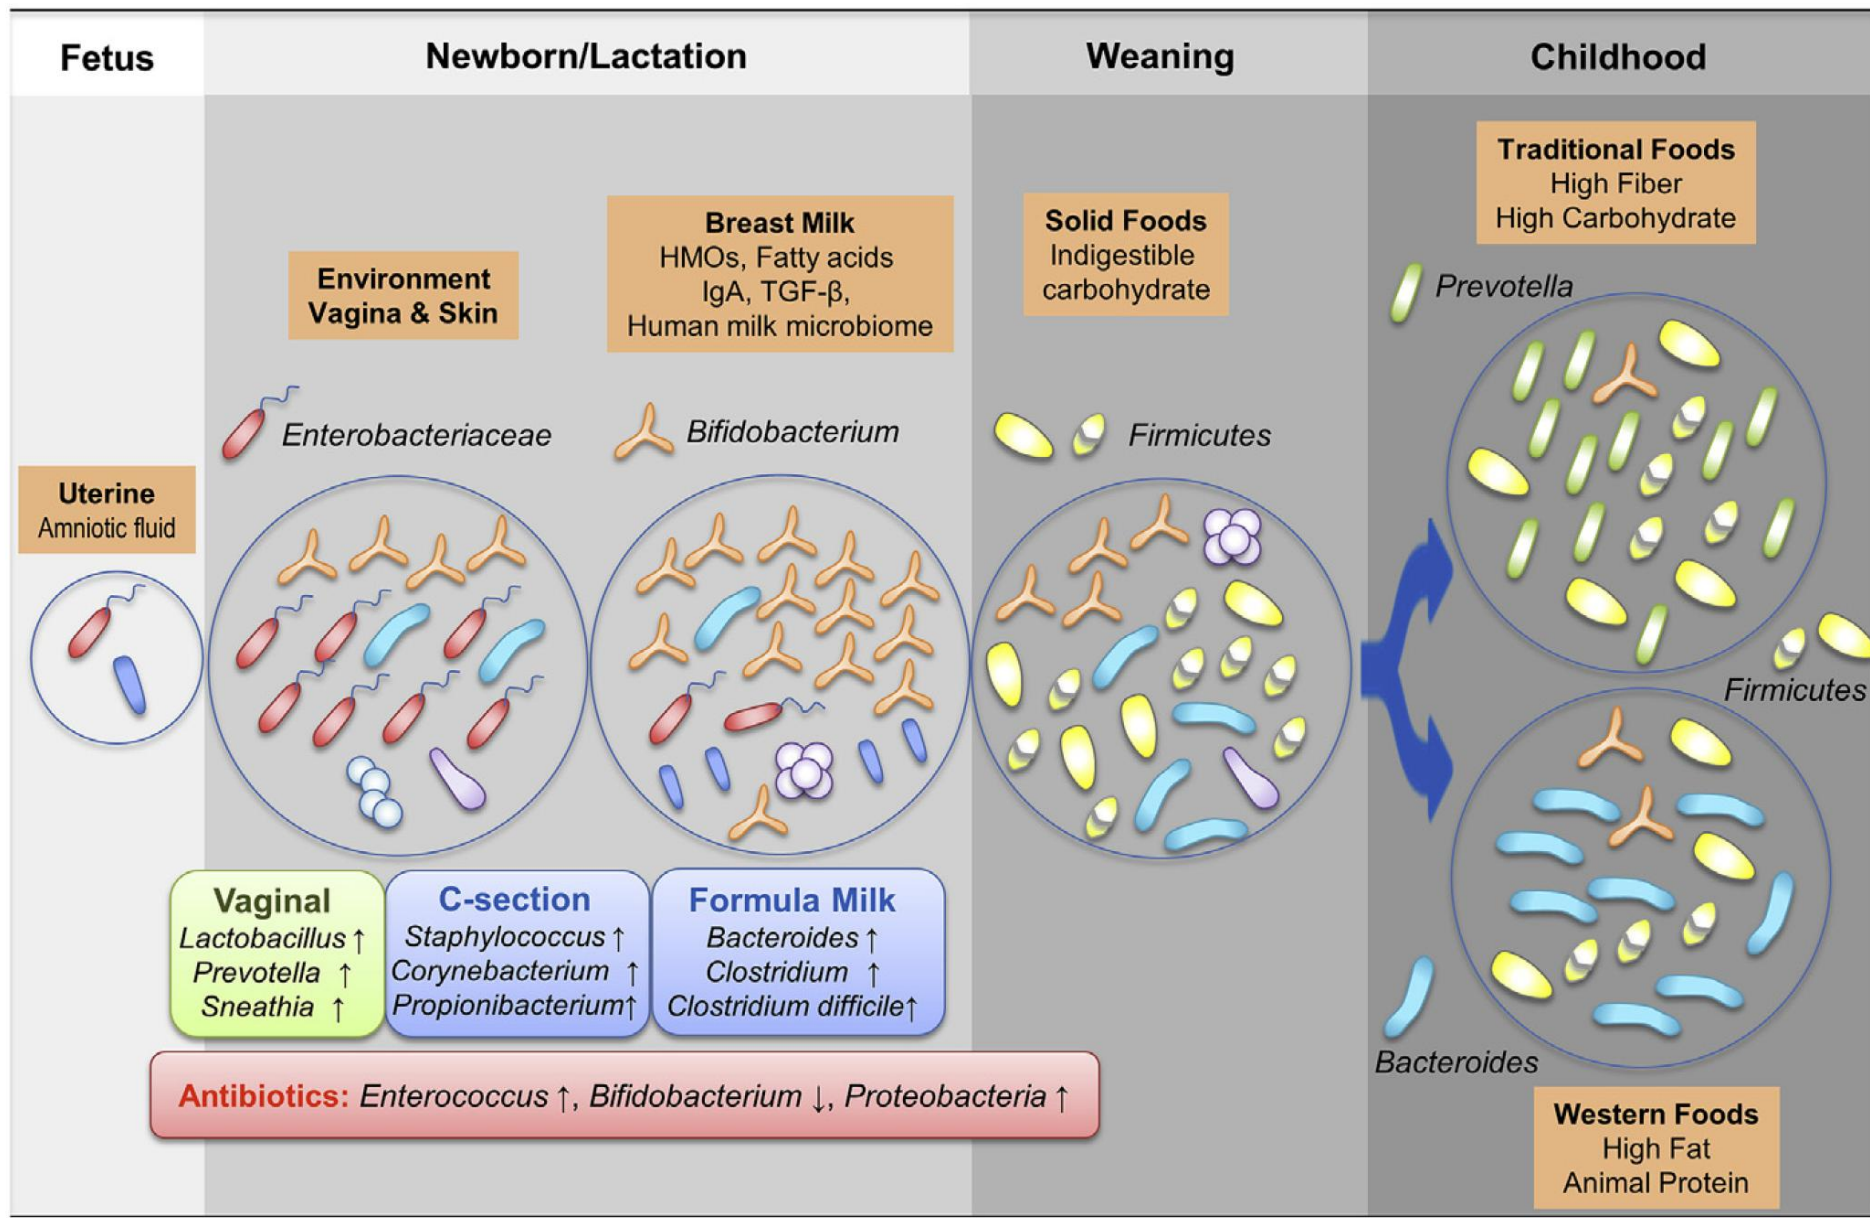 Fetus
Newborn/Lactation
Weaning
Childhood
Uterine
Amniotic fluid
Environment
Vagina & Skin
Enterobacteriaceae
Breast Milk
HMOs, Fatty acids
IgA, TGF-β,
Human milk microbiome
Bifidobacterium
Solid Foods
Indigestible
carbohydrate
Firmicutes
Traditional Foods
High Fiber
High Carbohydrate
Prevotella
Firmicutes
Bacteroides
Western Foods
High Fat
Animal Protein
Vaginal
Lactobacillus ↑
Prevotella ↑
Sneathia ↑
C-section
Staphylococcus ↑
Corynebacterium ↑
Propionibacterium↑
Formula Milk
Bacteroides ↑
Clostridium ↑
Clostridium difficile↑
Antibiotics: Enterococcus ↑, Bifidobacterium ↓, Proteobacteria ↑